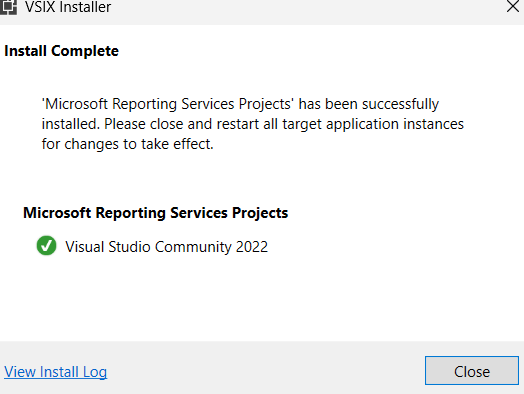 VSIX Installer
Install Complete
'Microsoft Reporting Services Projects' has been successfully
installed. Please close and restart all target application instances
for changes to take effect.
Microsoft Reporting Services Projects
Visual Studio Community 2022
View Install Log
Close